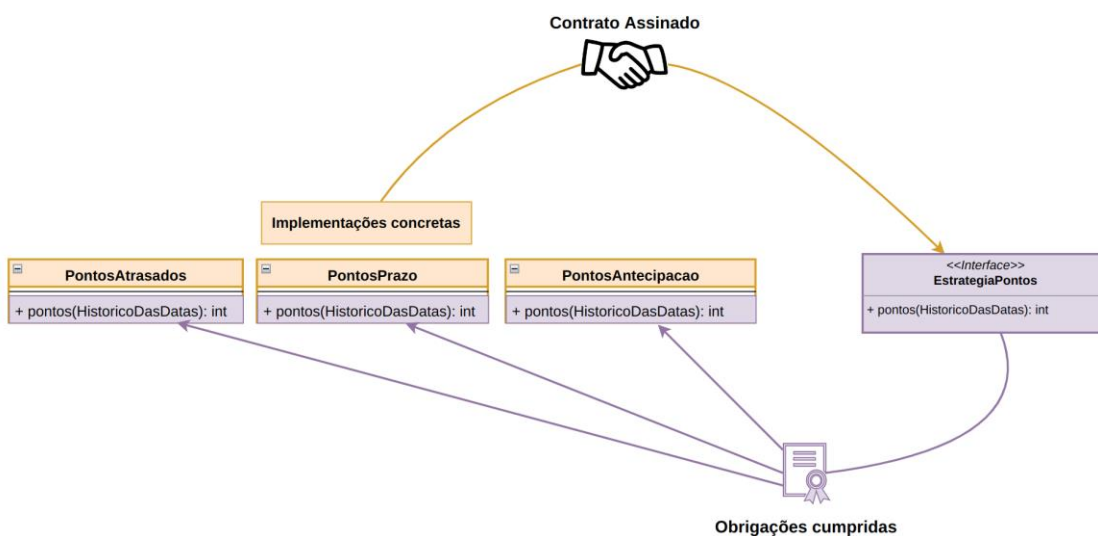 Contrato Assinado
Implementações concretas
PontosAtrasados
+ pontos(HistoricoDasDatas): int
PontosPrazo
+ pontos(HistoricoDasDatas): int
PontosAntecipacao
+ pontos(HistoricoDasDatas): int
<<Interface>>
EstrategiaPontos
+ pontos(HistoricoDasDatas): int
Obrigações cumpridas